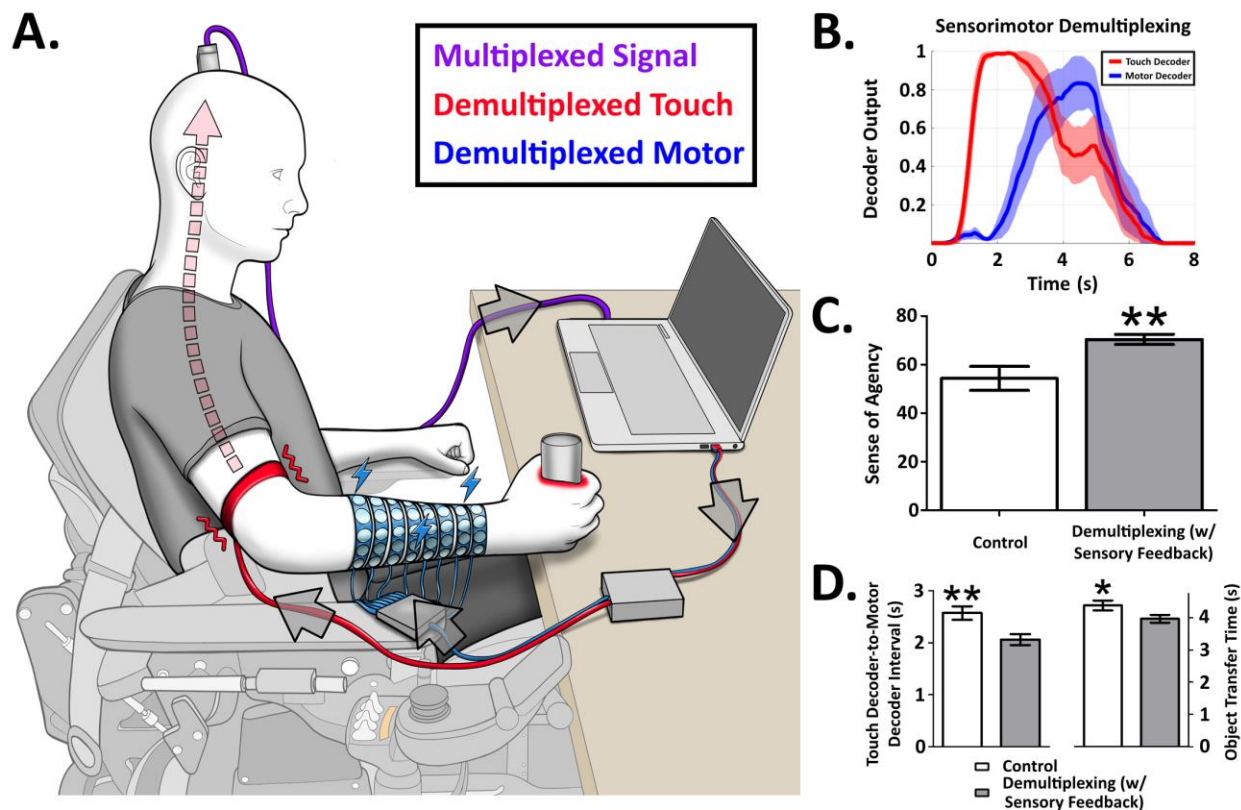 A.
Multiplexed Signal
Demultiplexed Touch
Demultiplexed Motor
B.
Sensorimotor Demultiplexing
Touch Decoder
Motor Decoder
Decoder Output
1
0.8
0.6
0.4
0.2
0 2 4 6 8
Time (s)
C.
**
Sense of Agency
80
60
40
20
0
Control
Demultiplexing (w/
Sensory Feedback)
D.
Touch Decoder-to-Motor
Decoder Interval (s)
3
2
1
0
**
*
4
3
2
1
0
Object Transfer Time (s)
Control
Demultiplexing (w/
Sensory Feedback)